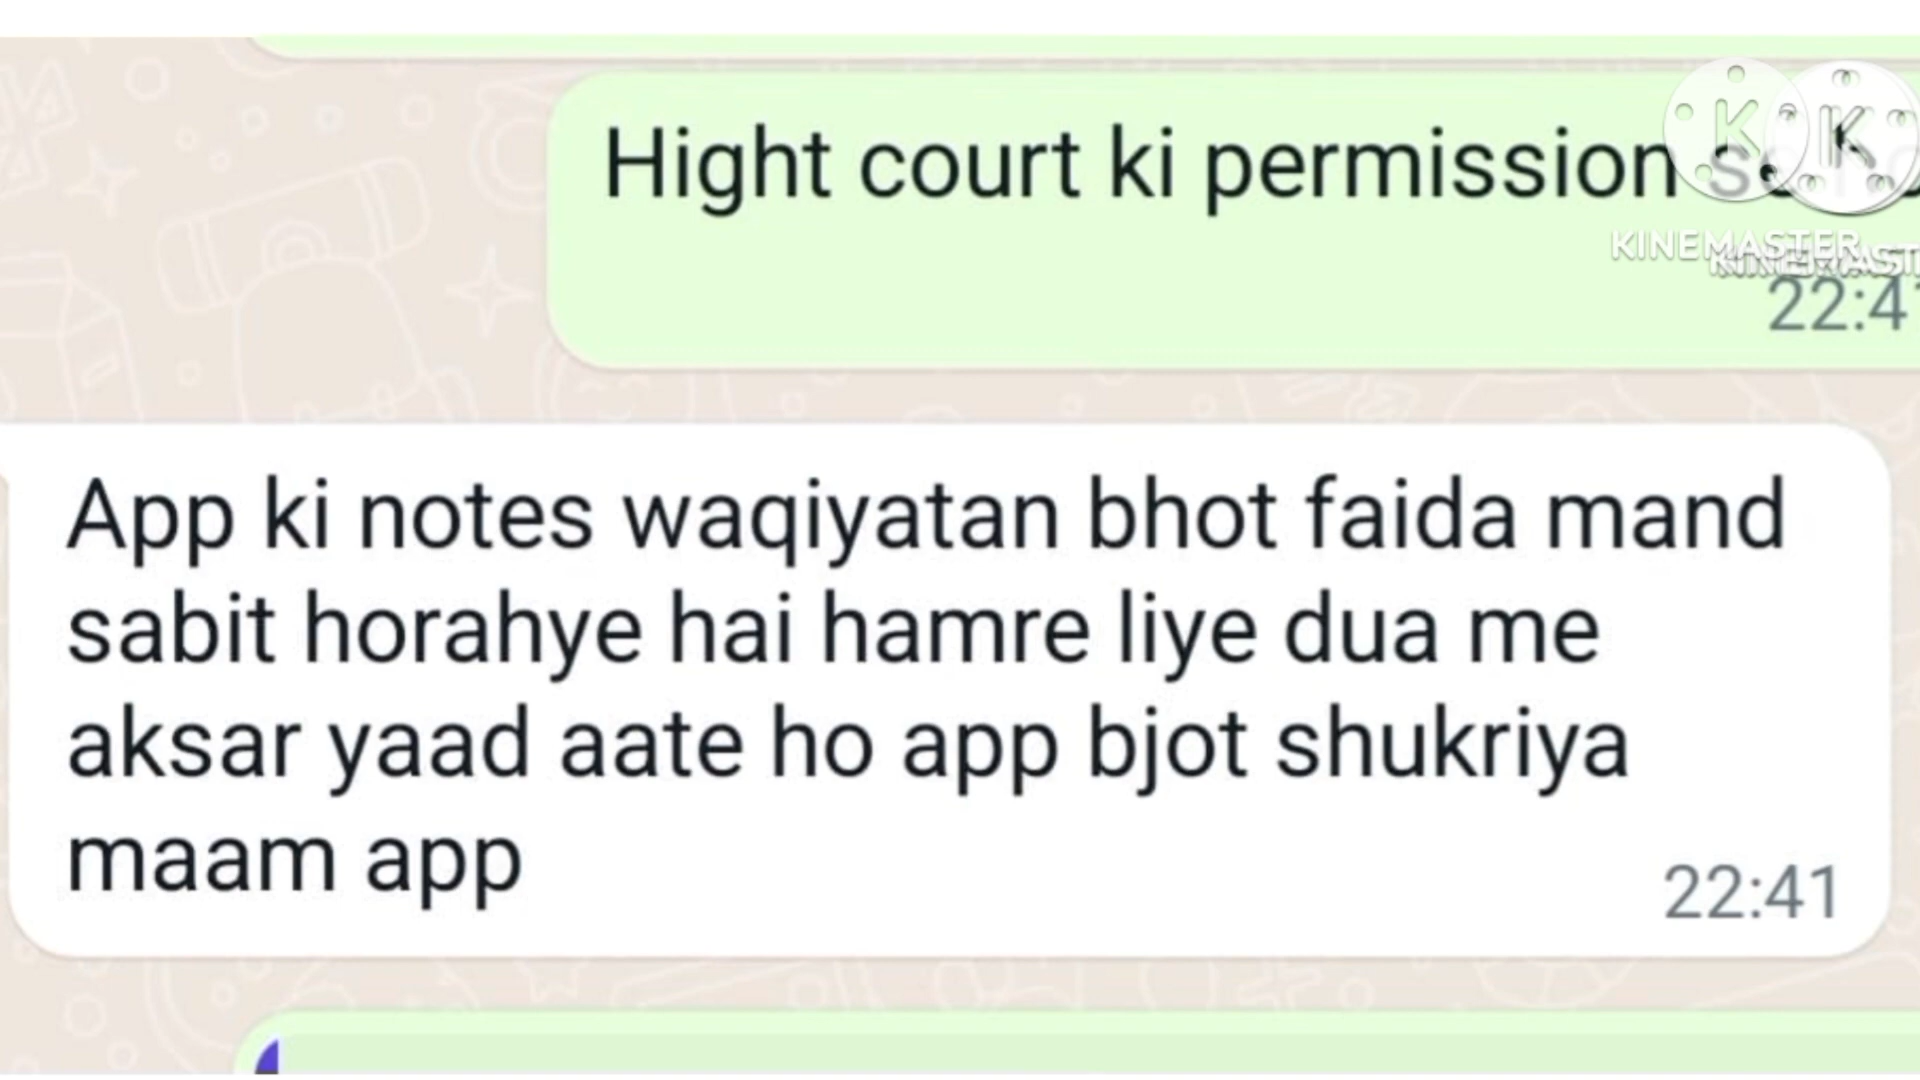 Hight court ki permission
KINEMASTER
22:4
App ki notes waqiyatan bhot faida mand
sabit horahye hai hamre liye dua me
aksar yaad aate ho app bjot shukriya
maam app
22:41